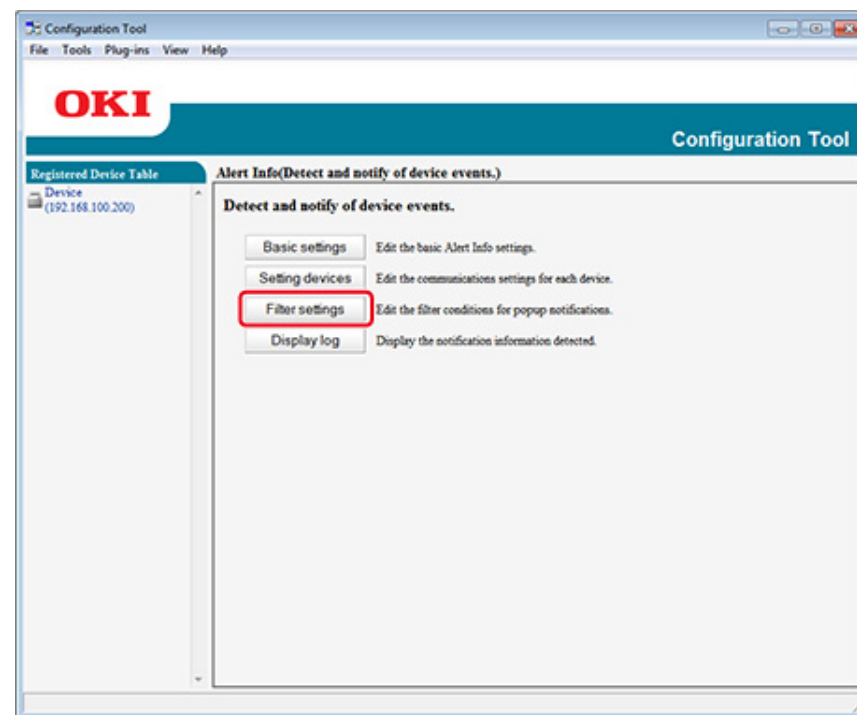 Configuration Tool
File Tools Plug-ins View Help
OKI
Configuration Tool
Registered Device Table
Device
(192.168.100.200)
Alert Info(Detect and notify of device events.)
Detect and notify of device events.
Basic settings Edit the basic Alert Info settings.
Setting devices Edit the communications settings for each device.
Filter settings Edit the filter conditions for popup notifications.
Display log Display the notification information detected.